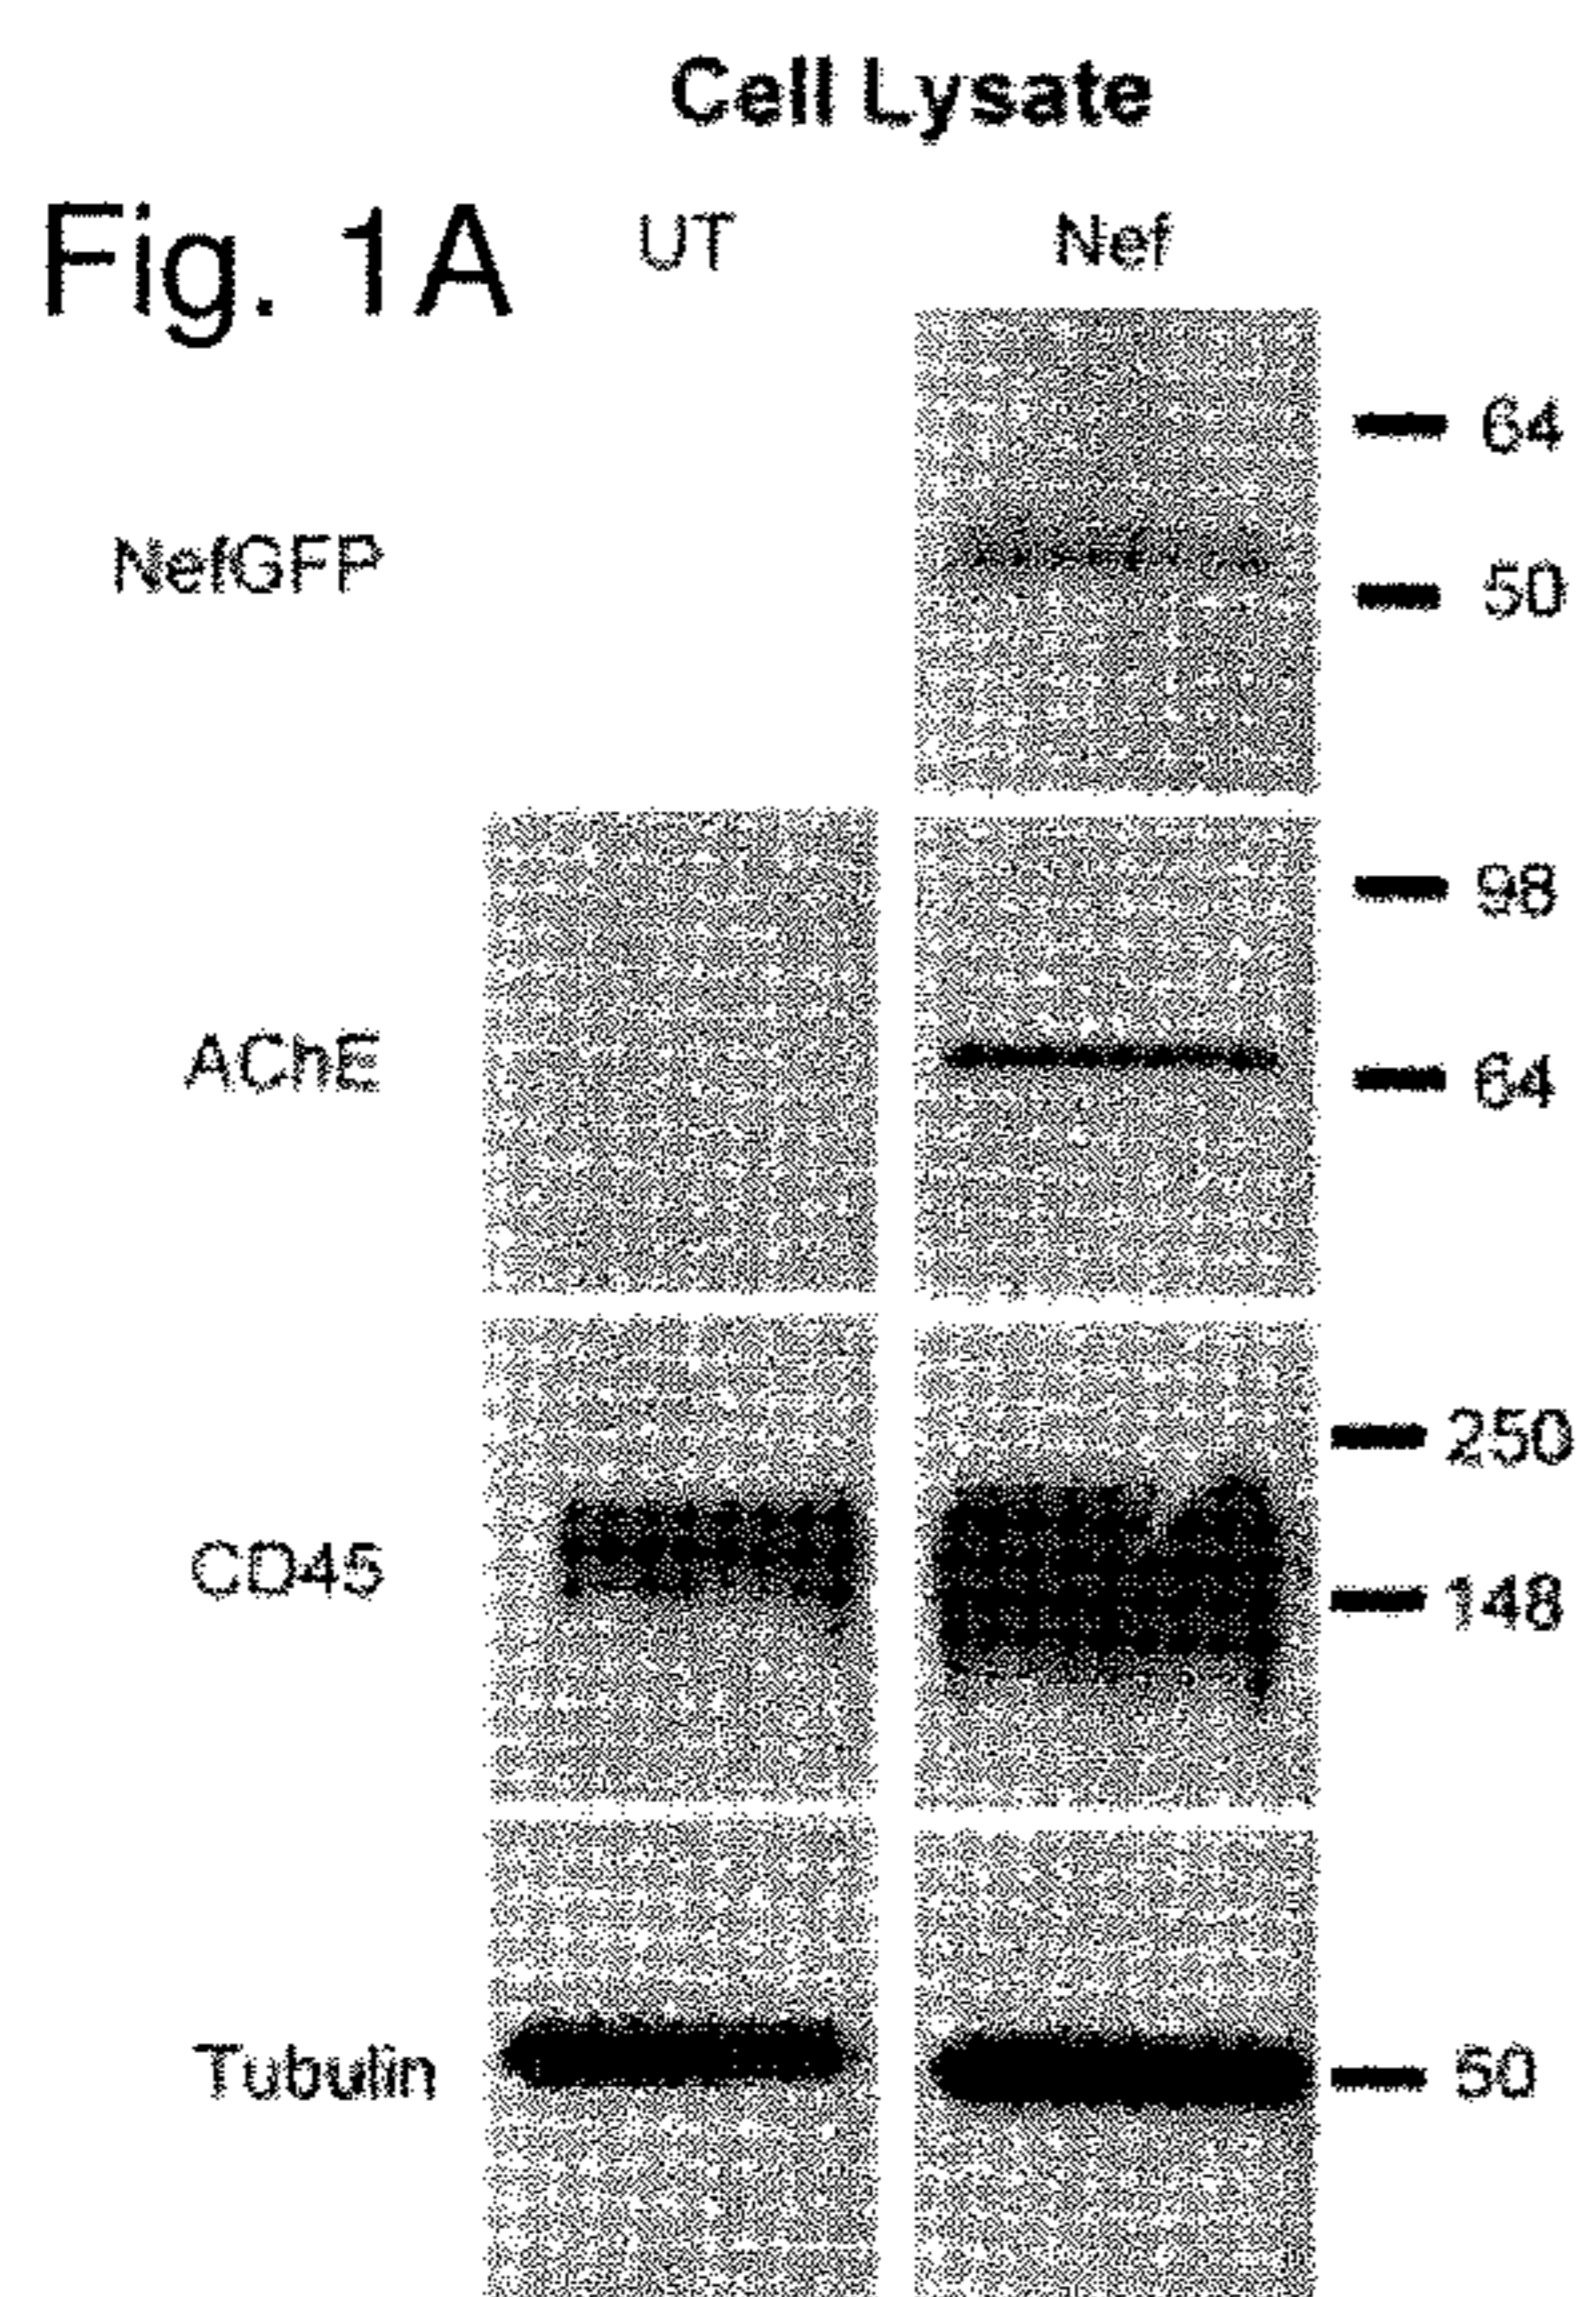 Cell Lysate
Fig. 1A
UT Nef
64
NefGFP
50
98
AChE
64
250
CD45
148
Tubulin
50